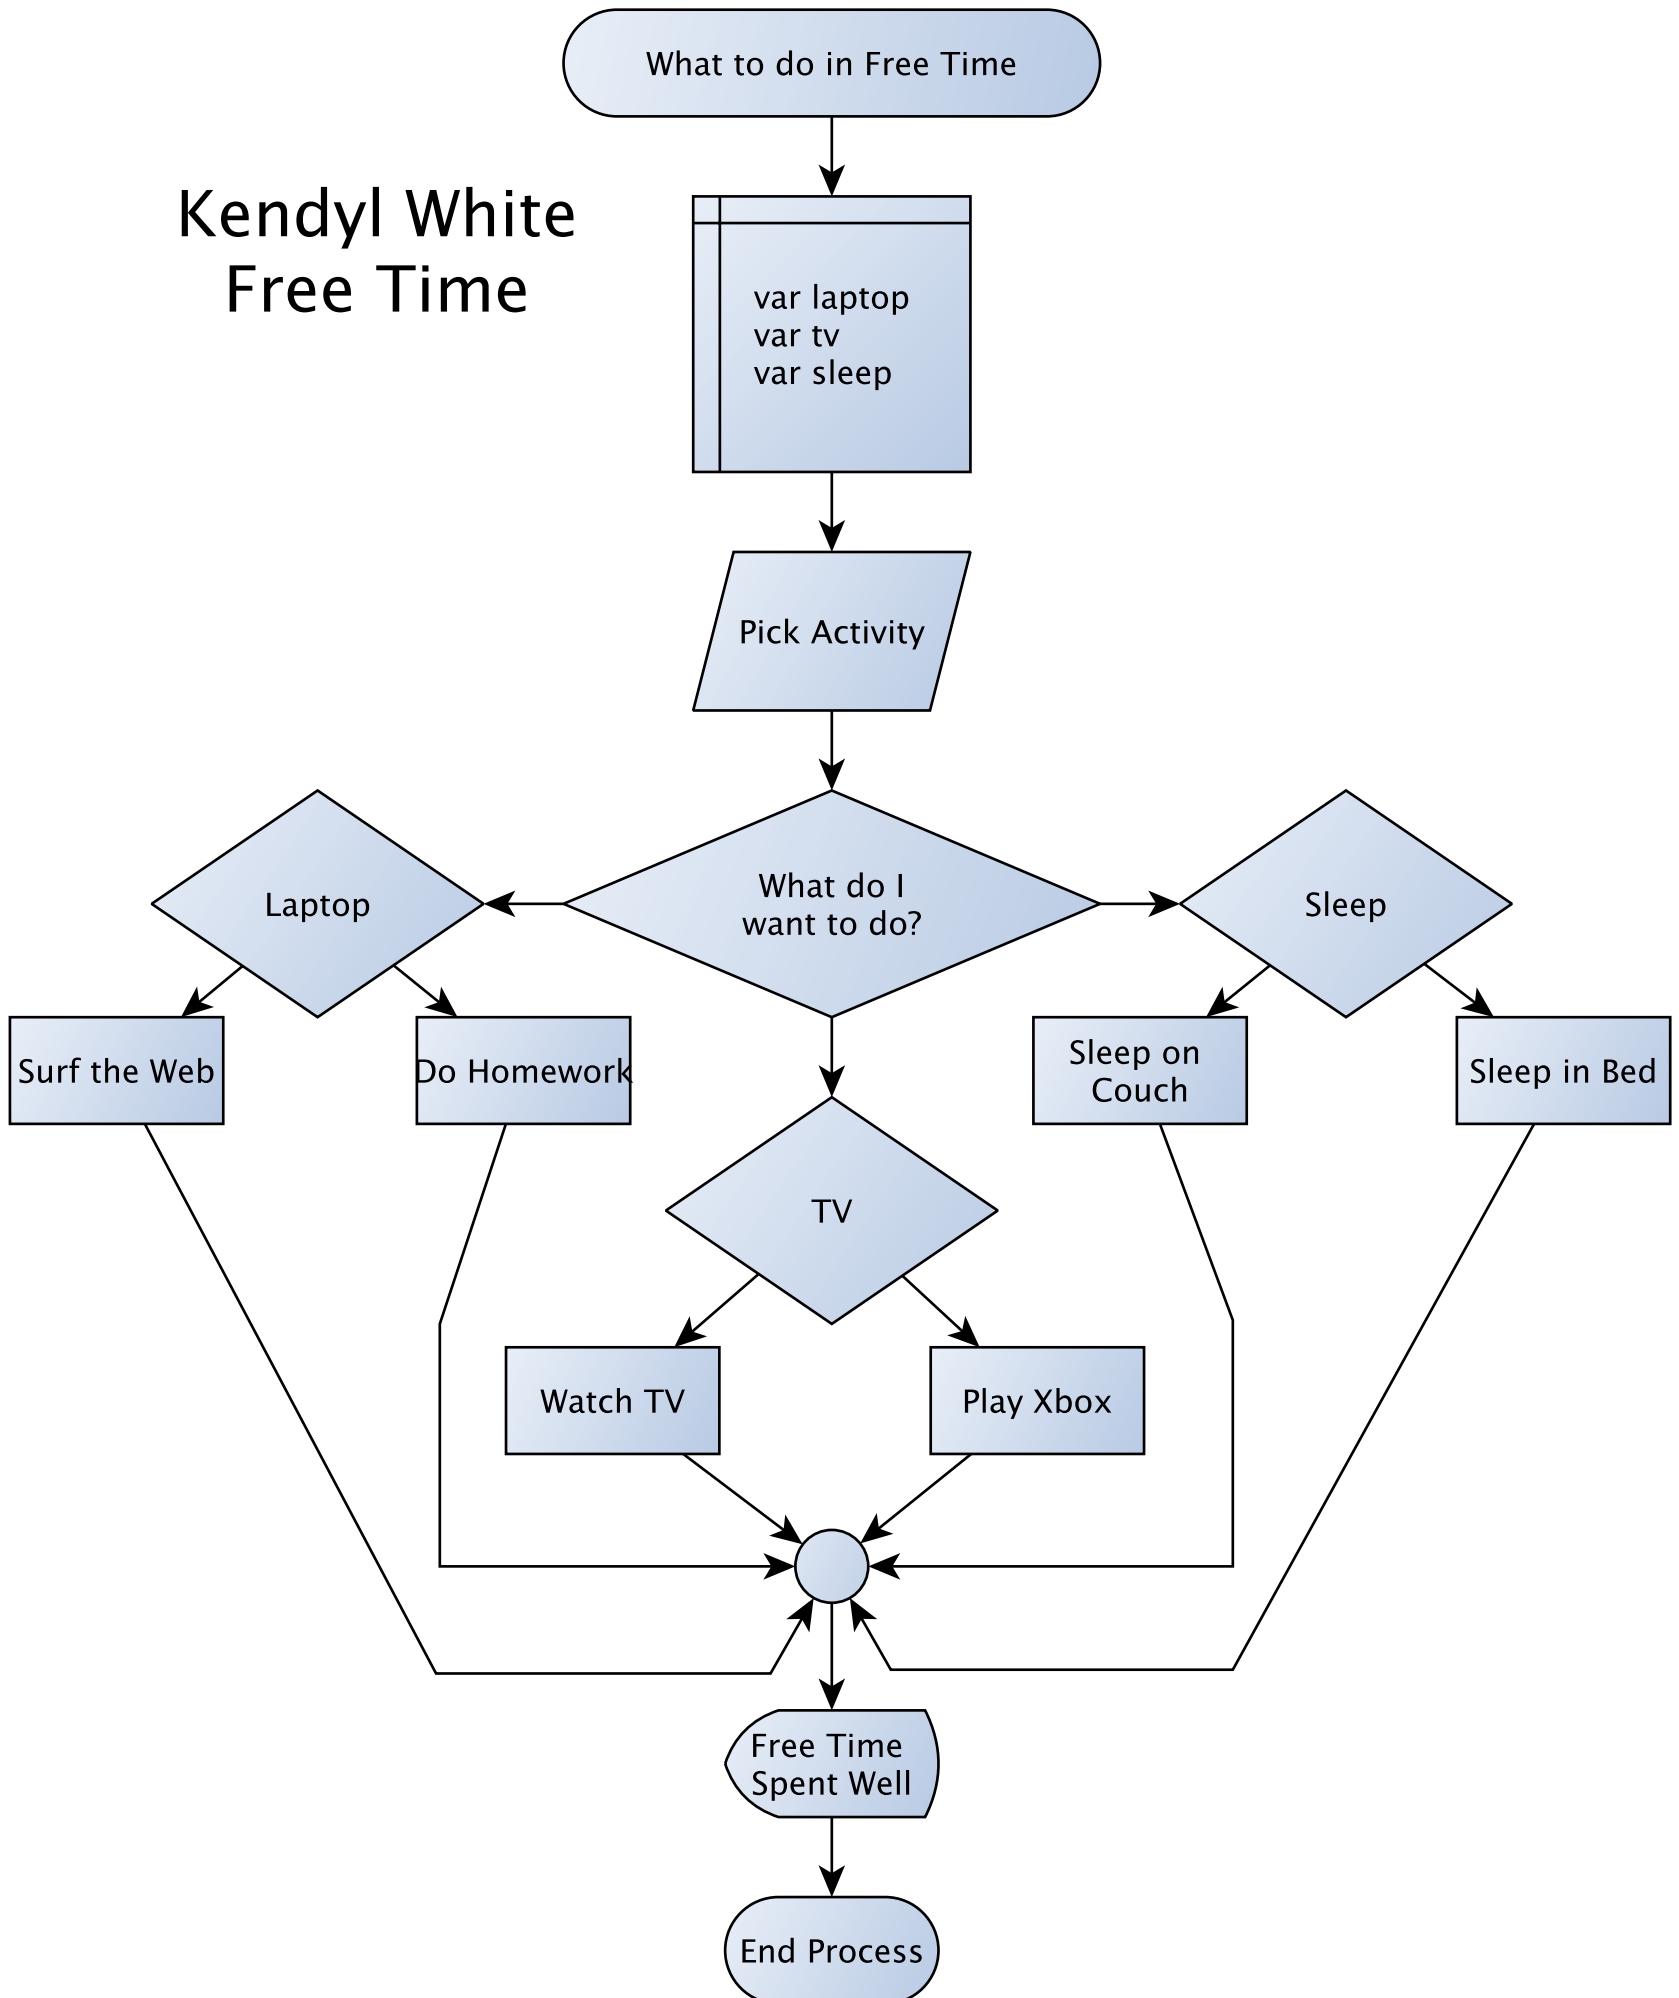 What to do in Free Time
Kendyl White
Free Time
var laptop
var tv
var sleep
Pick Activity
What do I
want to do?
Laptop
Sleep
Surf the Web
Do Homework
Sleep on
Couch
Sleep in Bed
TV
Watch TV
Play Xbox
Free Time
Spent Well
End Process